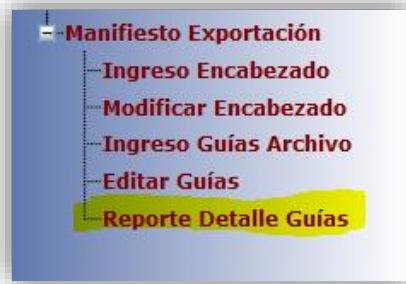 Manifiesto Exportación
Ingreso Encabezado
Modificar Encabezado
Ingreso Guías Archivo
Editar Guías
Reporte Detalle Guías